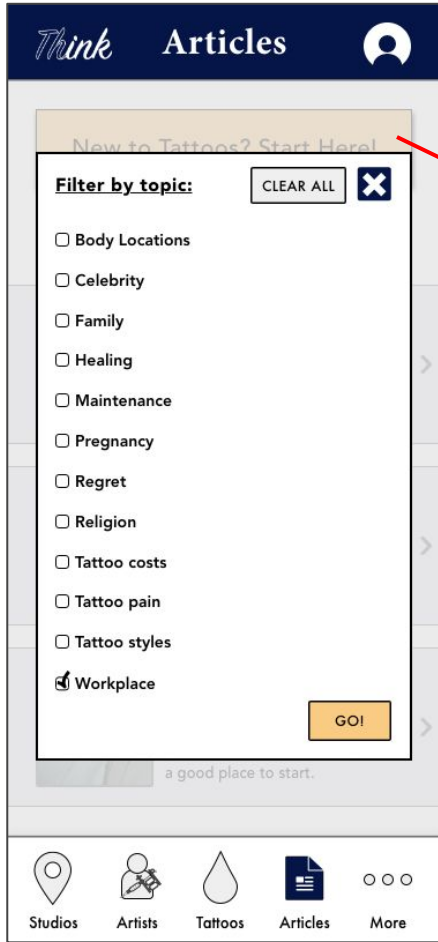 Think Articles
New to Tattoos? Start Here!
Filter by topic: CLEAR ALL
Body Locations
Celebrity
Family
Healing
Maintenance
Pregnancy
Regret
Religion
Tattoo costs
Tattoo pain
Tattoo styles
Workplace
GO!
a good place to start.
Studios Artists Tattoos Articles More